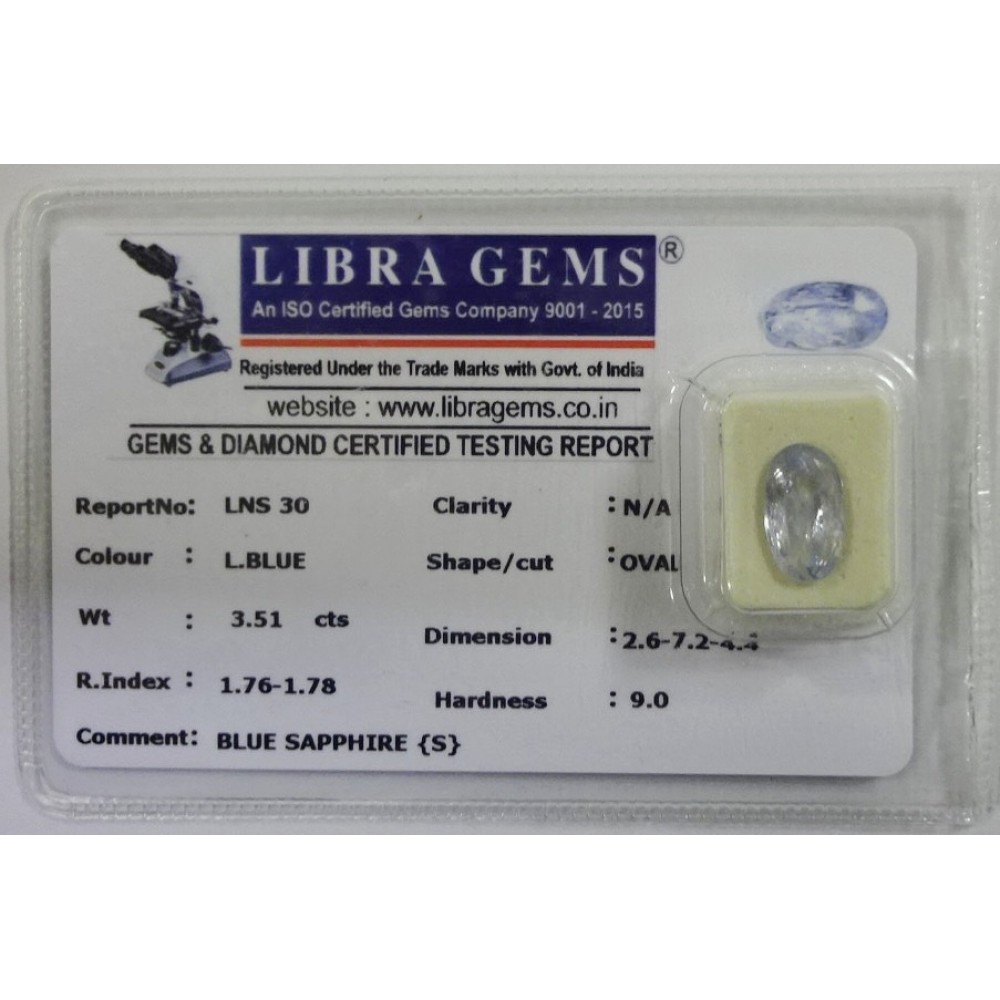 LIBRA GEMS ®
An ISO Certified Gems Company 9001 - 2015
Registered Under the Trade Marks with Govt. of India
website : www.libragems.co.in
GEMS & DIAMOND CERTIFIED TESTING REPORT
ReportNo: LNS 30 Clarity : N/A
Colour : L.BLUE Shape/cut : OVAL
Wt : 3.51 cts Dimension : 2.6-7.2-4.4
R.Index : 1.76-1.78 Hardness : 9.0
Comment: BLUE SAPPHIRE {S}